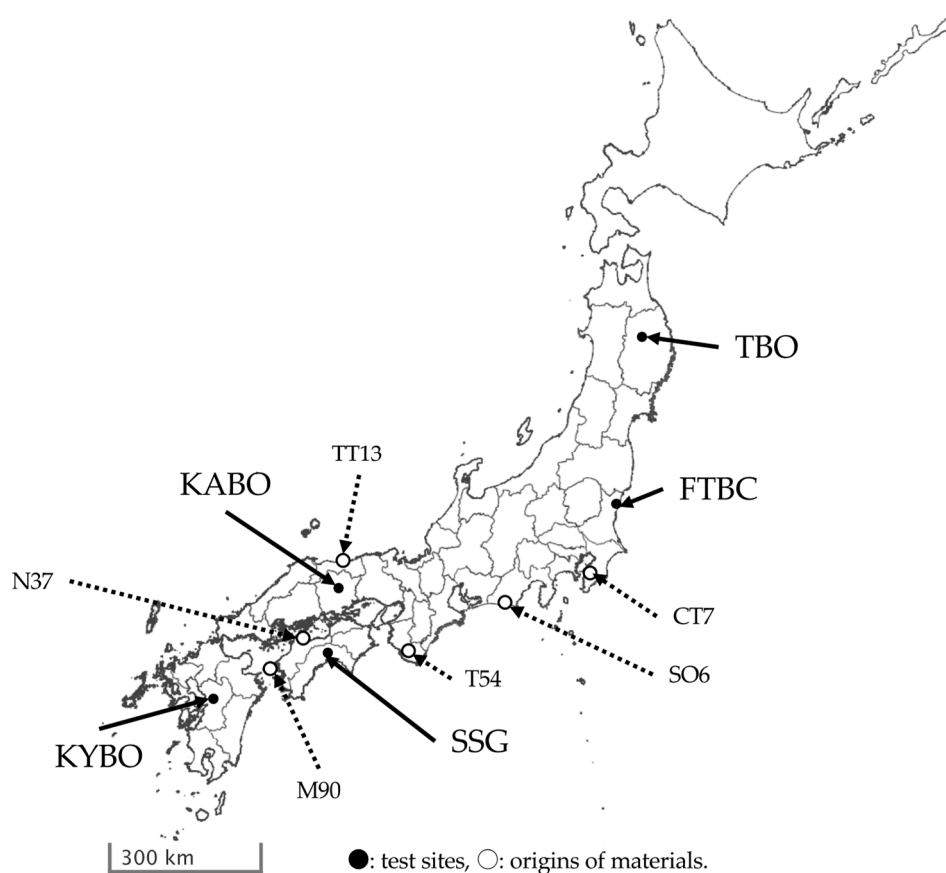 TBO
TT13
KABO
FTBC
N37
CT7
SO6
T54
SSG
KYBO
M90
300 km
●: test sites, ○: origins of materials.